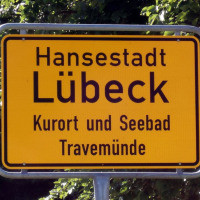 Hansestadt
Lübeck
Kurort und Seebad
Travemünde